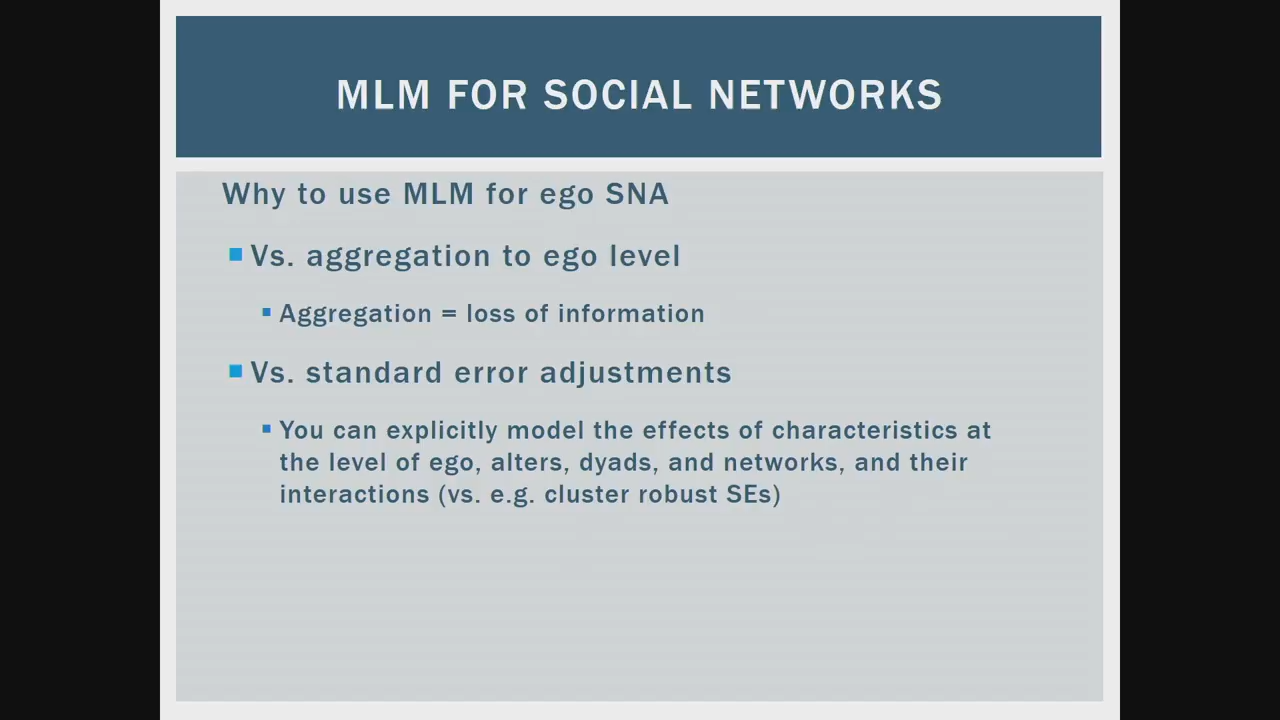 MLM FOR SOCIAL NETWORKS
Why to use MLM for ego SNA
Vs. aggregation to ego level
Aggregation = loss of information
Vs. standard error adjustments
You can explicitly model the effects of characteristics at
the level of ego, alters, dyads, and networks, and their
interactions (vs. e.g. cluster robust SEs)